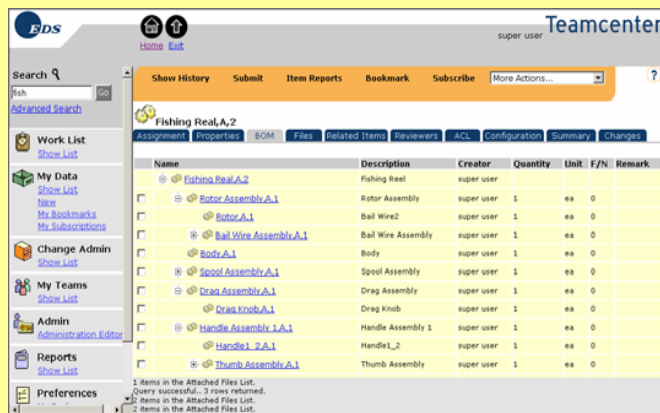 EDS
Home Exit
super user
Teamcenter
Search
fish Go
Advanced Search
Work List
Show List
My Data
Show List
New
My Bookmarks
My Subscriptions
Change Admin
Show List
My Teams
Show List
Admin
Administration Editor
Reports
Show List
Preferences
Show History Submit Item Reports Bookmark Subscribe More Actions... ?
Fishing Real,A,2
Assignment Properties BOM Files Related Items Reviewers ACL Configuration Summary Changes
Name Description Creator Quantity Unit F/N Remark
Fishing Real,A,2 Fishing Reel super user
Rotor Assembly,A,1 Rotor Assembly super user 1 ea 0
Rotor,A,1 Bail Wire2 super user 1 ea 0
Bail Wire Assembly,A,1 Bail Wire Assembly super user 1 ea 0
Body,A,1 Body super user 1 ea 0
Spool Assembly,A,1 Spool Assembly super user 1 ea 0
Drag Assembly,A,1 Drag Assembly super user 1 ea 0
Drag Knob,A,1 Drag Knob super user 1 ea 0
Handle Assembly 1,A,1 Handle Assembly 1 super user 1 ea 0
Handle1_2,A,1 Handle1_2 super user 1 ea 0
Thumb Assembly,A,1 Thumb Assembly super user 1 ea 0
1 items in the Attached Files List.
Query successful.. 3 rows returned.
2 items in the Attached Files List.
2 items in the Attached Files List.